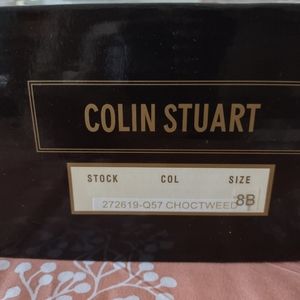 COLIN STUART
STOCK COL SIZE
272619-Q57 CHOCTWEED 8B